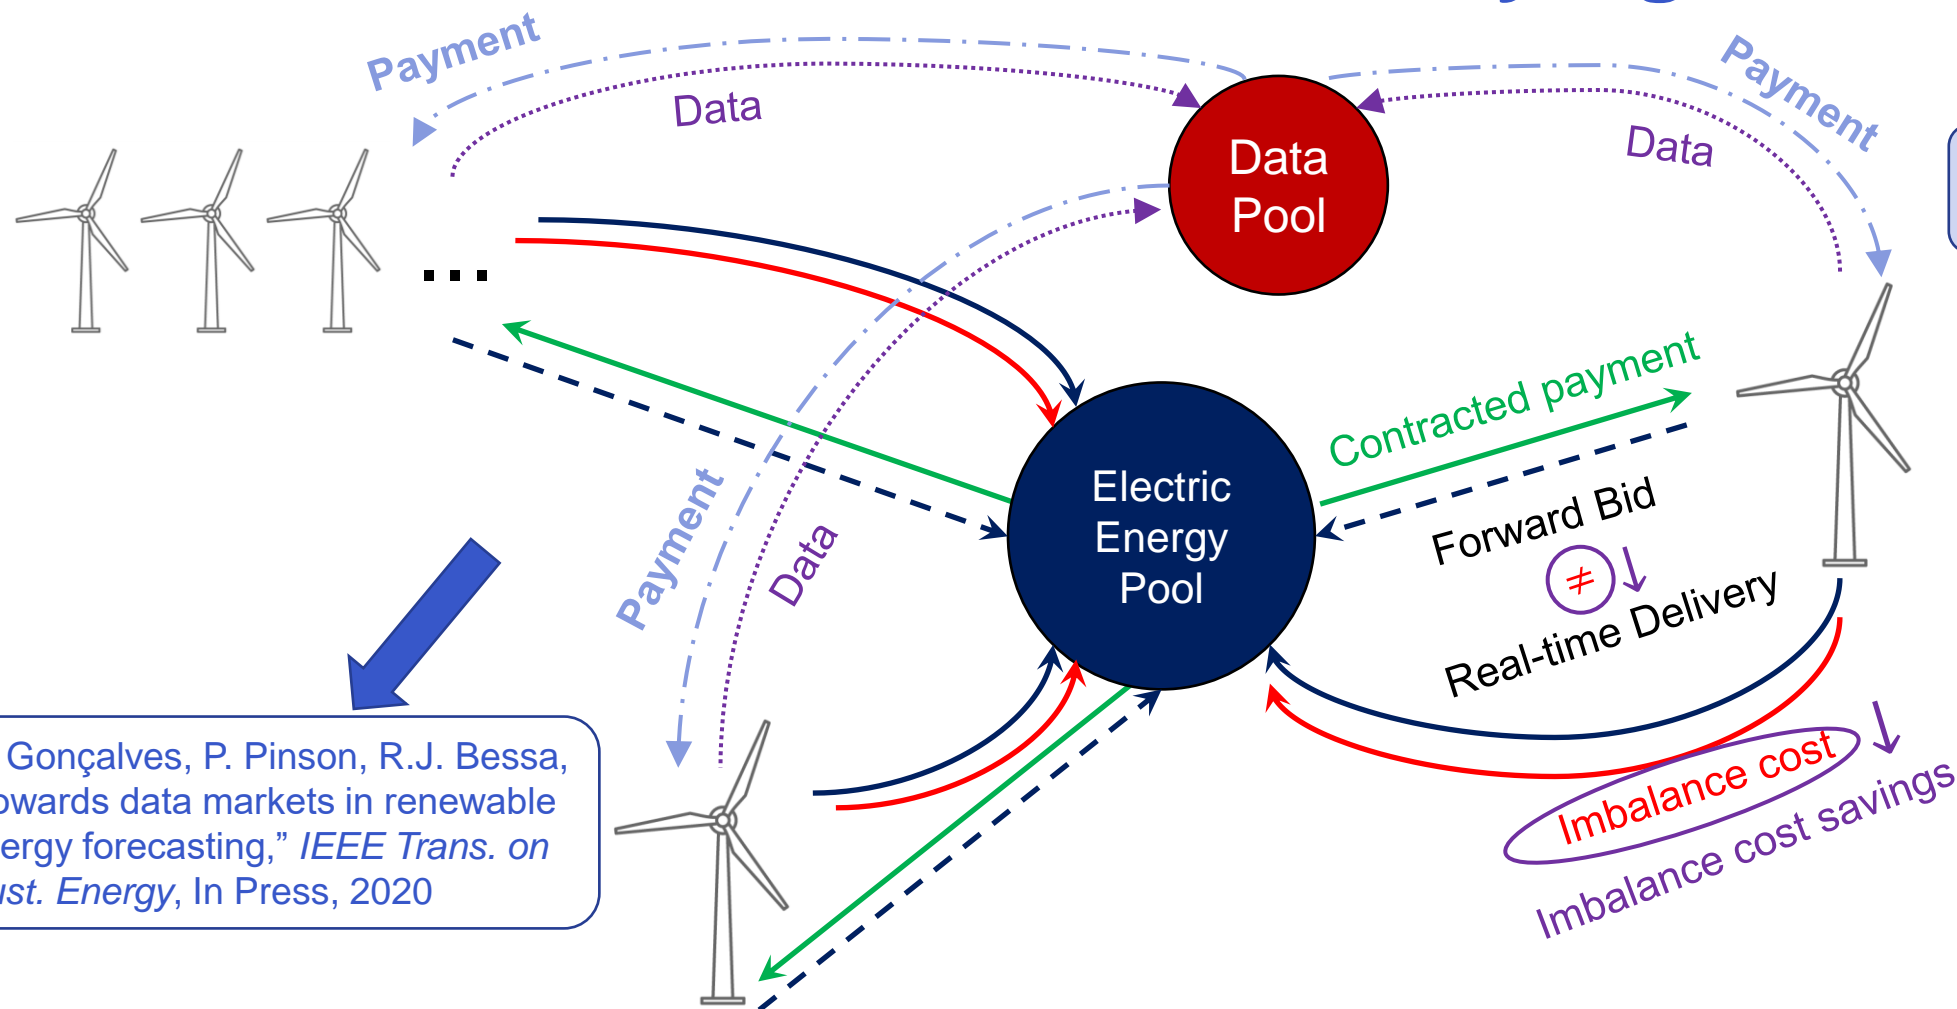 Payment
Data
Payment
Data
Data
Pool
...
Contracted payment
Electric
Energy
Pool
Forward Bid
≠ ↓
Real-time Delivery
Payment
Data
Imbalance cost ↓
Imbalance cost savings
Gonçalves, P. Pinson, R.J. Bessa,
owards data markets in renewable
ergy forecasting,” IEEE Trans. on
ust. Energy, In Press, 2020